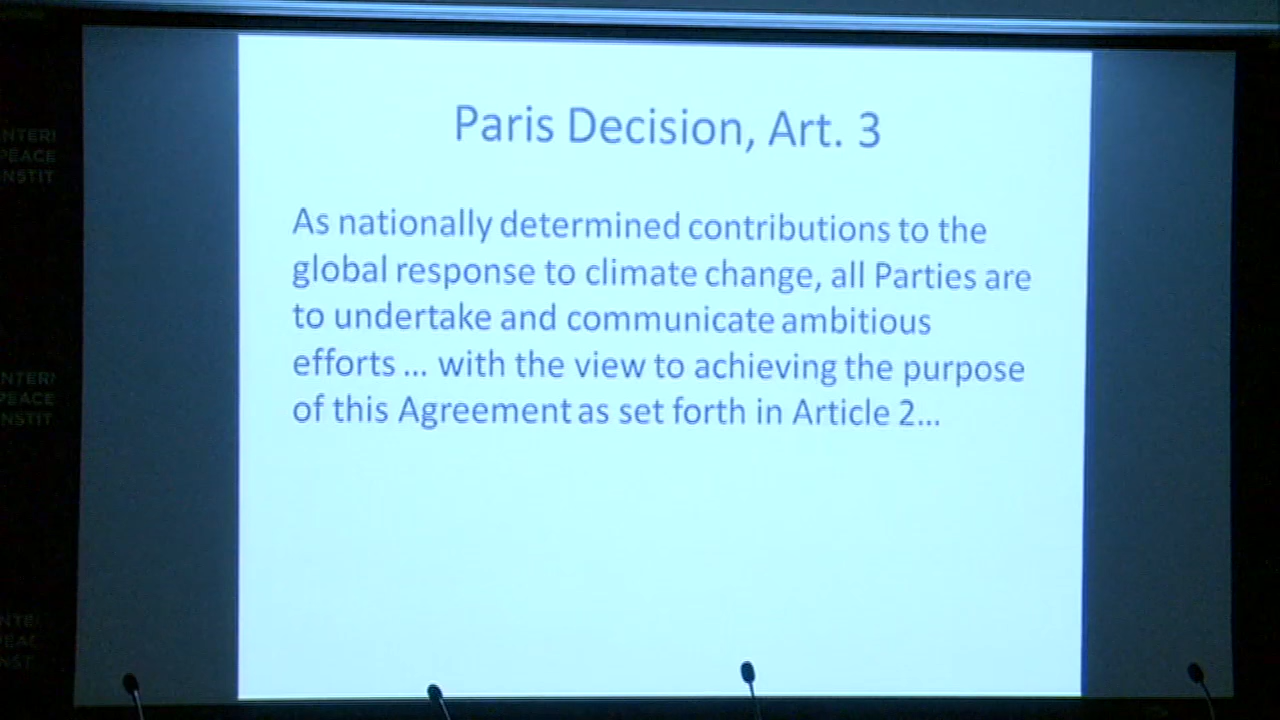 Paris Decision, Art. 3
As nationally determined contributions to the
global response to climate change, all Parties are
to undertake and communicate ambitious
efforts ... with the view to achieving the purpose
of this Agreement as set forth in Article 2...
PEACE